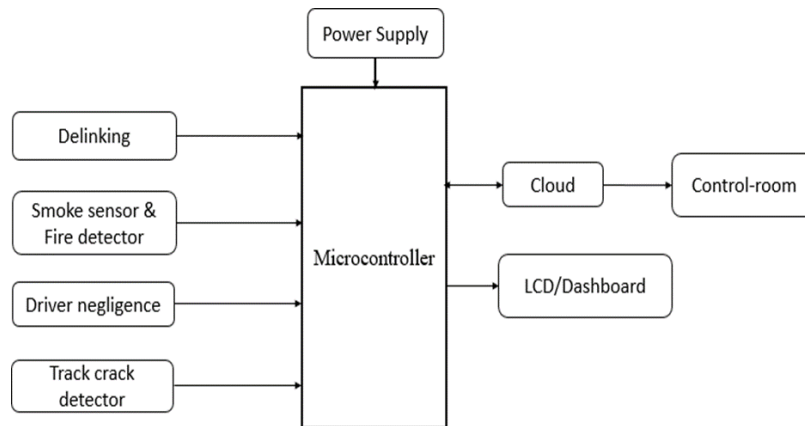 Power Supply
Delinking
Smoke sensor &
Fire detector
Driver negligence
Track crack
detector
Microcontroller
Cloud
Control-room
LCD/Dashboard